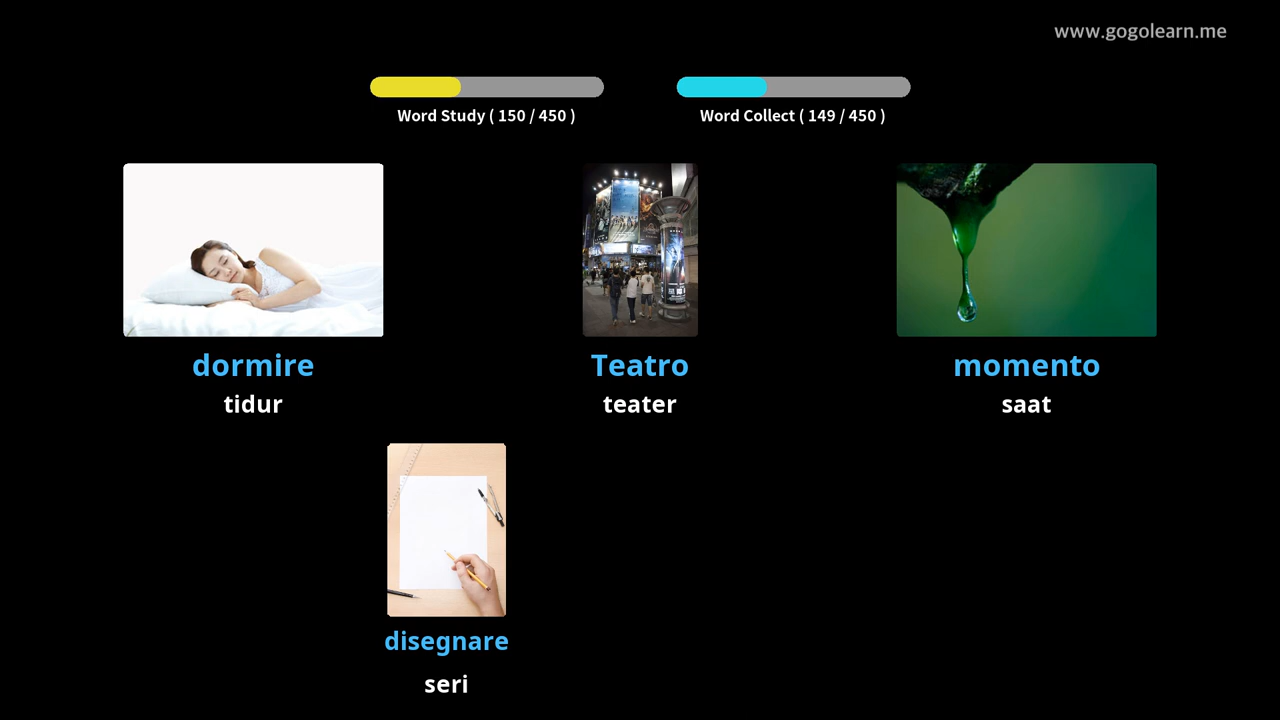 www.gogolearn.me
Word Study ( 150 / 450 )
Word Collect ( 149 / 450 )
dormire
tidur
Teatro
teater
momento
saat
disegnare
seri